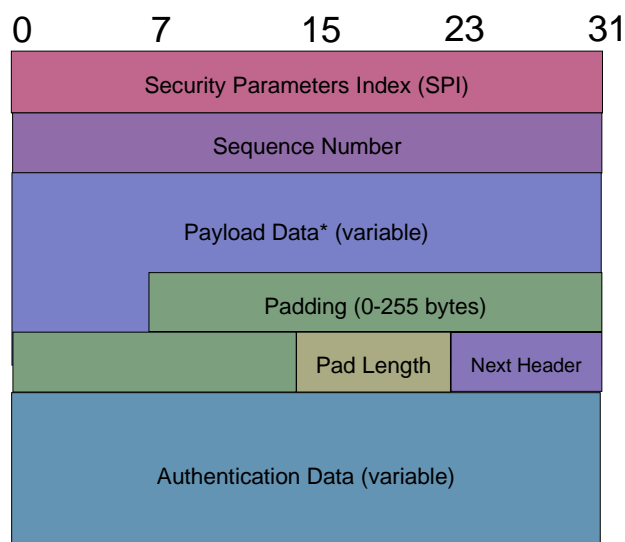 0 7 15 23 31
Security Parameters Index (SPI)
Sequence Number
Payload Data* (variable)
Padding (0-255 bytes)
Pad Length Next Header
Authentication Data (variable)